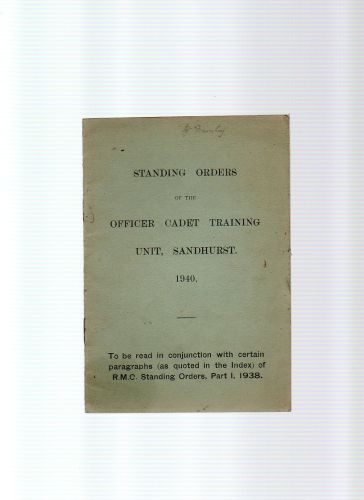 STANDING ORDERS
OF THE
OFFICER CADET TRAINING
UNIT, SANDHURST.
1940.
To be read in conjunction with certain
paragraphs (as quoted in the Index) of
R.M.C. Standing Orders, Part I, 1938.